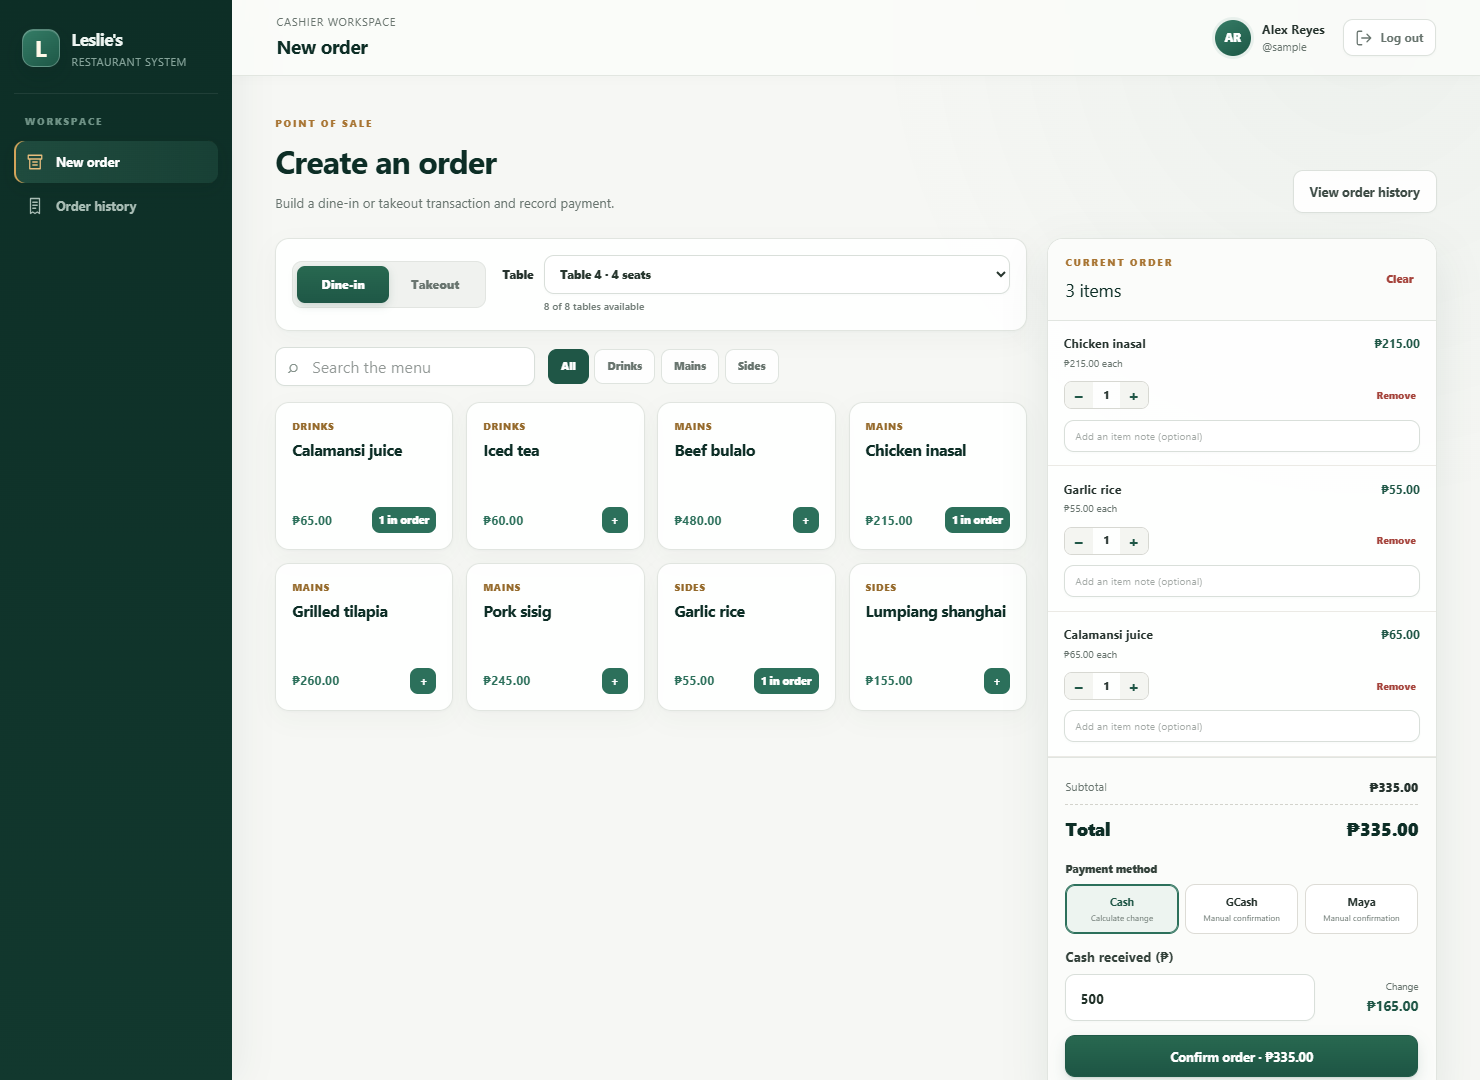 L
Leslie's
RESTAURANT SYSTEM
WORKSPACE
New order
Order history
CASHIER WORKSPACE
New order
AR
Alex Reyes
@sample
Log out
POINT OF SALE
Create an order
Build a dine-in or takeout transaction and record payment.
View order history
Dine-in
Takeout
Table
Table 4 · 4 seats
8 of 8 tables available
Search the menu
All
Drinks
Mains
Sides
DRINKS
Calamansi juice
₱65.00
1 in order
DRINKS
Iced tea
₱60.00
+
MAINS
Beef bulalo
₱480.00
+
MAINS
Chicken inasal
₱215.00
1 in order
MAINS
Grilled tilapia
₱260.00
+
MAINS
Pork sisig
₱245.00
+
SIDES
Garlic rice
₱55.00
1 in order
SIDES
Lumpiang shanghai
₱155.00
+
CURRENT ORDER
3 items
Clear
Chicken inasal
₱215.00
₱215.00 each
− 1 +
Remove
Add an item note (optional)
Garlic rice
₱55.00
₱55.00 each
− 1 +
Remove
Add an item note (optional)
Calamansi juice
₱65.00
₱65.00 each
− 1 +
Remove
Add an item note (optional)
Subtotal
₱335.00
Total
₱335.00
Payment method
Cash
Calculate change
GCash
Manual confirmation
Maya
Manual confirmation
Cash received (₱)
500
Change
₱165.00
Confirm order · ₱335.00